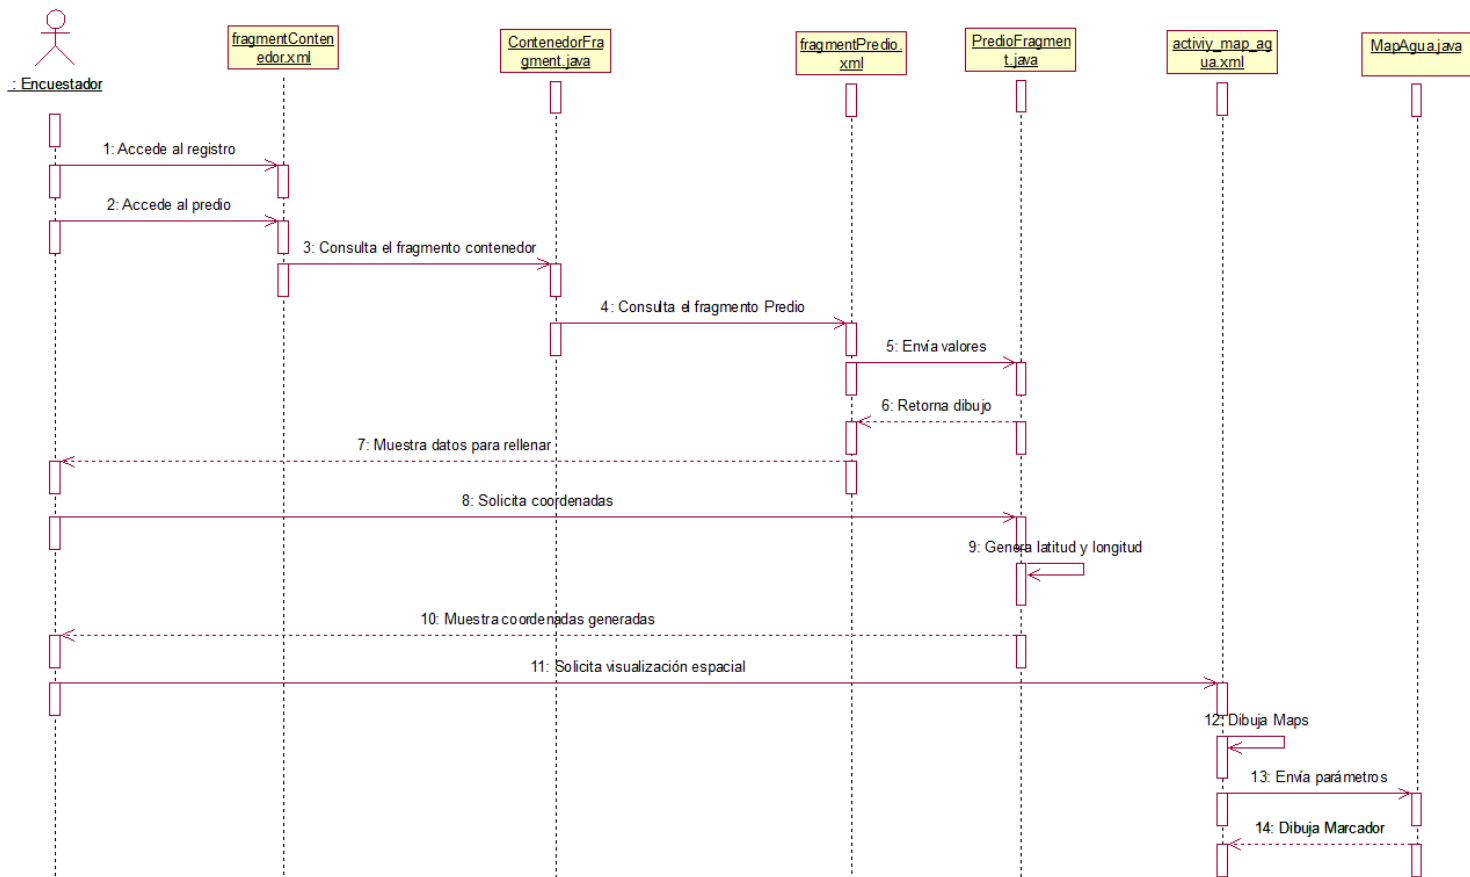 : Encuestador
fragmentConten
edor.xml
ContenedorFra
gment.java
fragmentPredio.
xml
PredioFragmen
t.java
activiy_map_ag
ua.xml
MapAgua.java
1: Accede al registro
2: Accede al predio
3: Consulta el fragmento contenedor
4: Consulta el fragmento Predio
5: Envía valores
6: Retorna dibujo
7: Muestra datos para rellenar
8: Solicita coordenadas
9: Genera latitud y longitud
10: Muestra coordenadas generadas
11: Solicita visualización espacial
12: Dibuja Maps
13: Envía parámetros
14: Dibuja Marcador